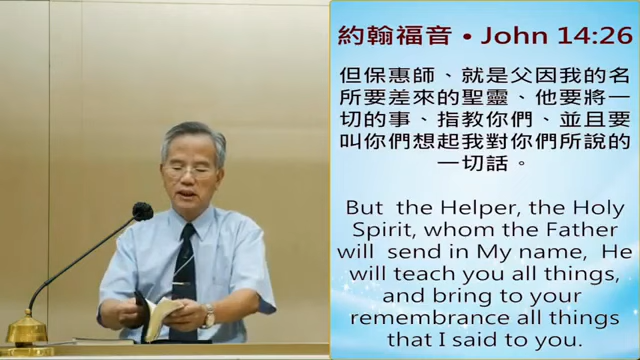 約翰福音 • John 14:26
但保惠師、就是父因我的名
所要差來的聖靈、他要將一
切的事、指教你們、並且要
叫你們想起我對你們所說的
一切話。
But the Helper, the Holy
Spirit, whom the Father
will send in My name, He
will teach you all things,
and bring to your
remembrance all things
that I said to you.